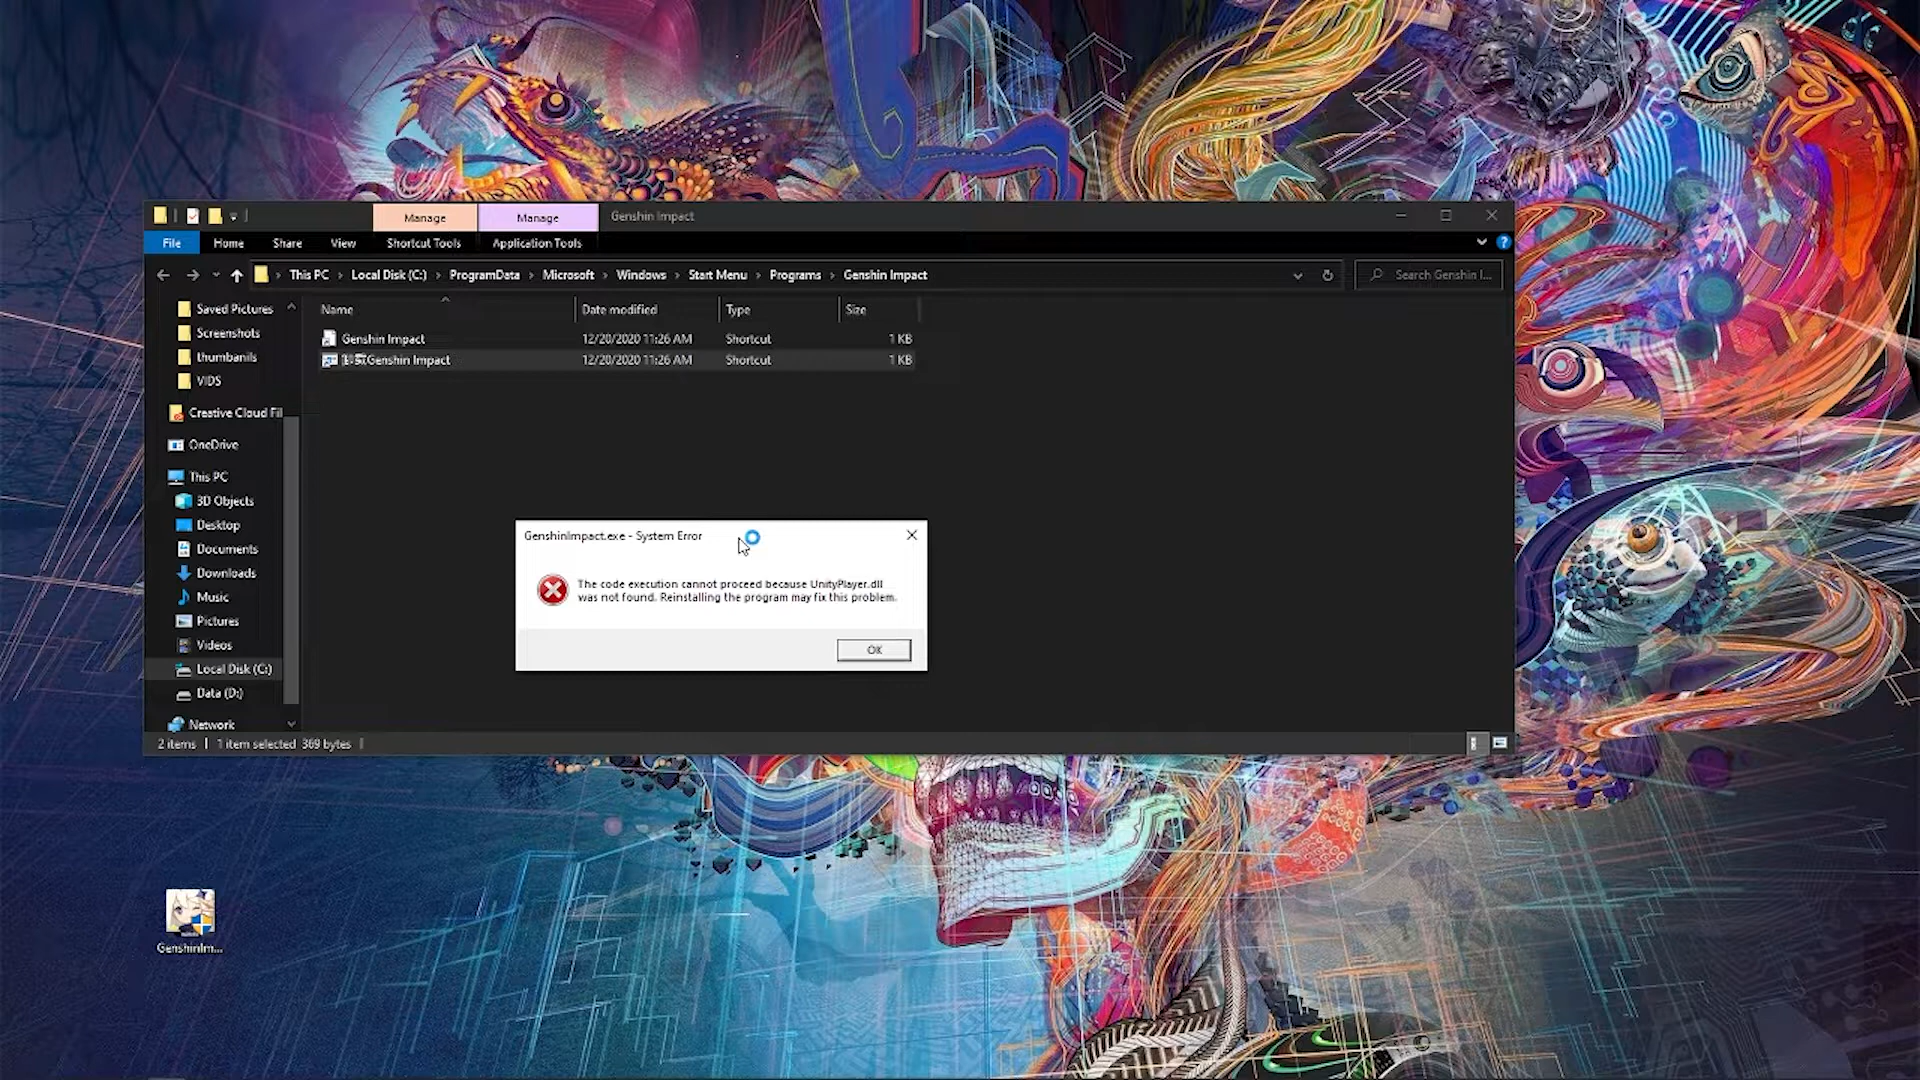 Manage
Manage
Genshin Impact
File
Home
Share
View
Shortcut Tools
Application Tools
This PC
Local Disk (C:)
ProgramData
Microsoft
Windows
Start Menu
Programs
Genshin Impact
Search Genshin I...
Saved Pictures
Screenshots
thumbanils
VIDS
Creative Cloud Fil
OneDrive
This PC
3D Objects
Desktop
Documents
Downloads
Music
Pictures
Videos
Local Disk (C:)
Data (D:)
Network
Name
Date modified
Type
Size
Genshin Impact
12/20/2020 11:26 AM
Shortcut
1 KB
Genshin Impact
12/20/2020 11:26 AM
Shortcut
1 KB
GenshinImpact.exe - System Error
The code execution cannot proceed because UnityPlayer.dll
was not found. Reinstalling the program may fix this problem.
OK
2 items
1 item selected 369 bytes
GenshinIm...